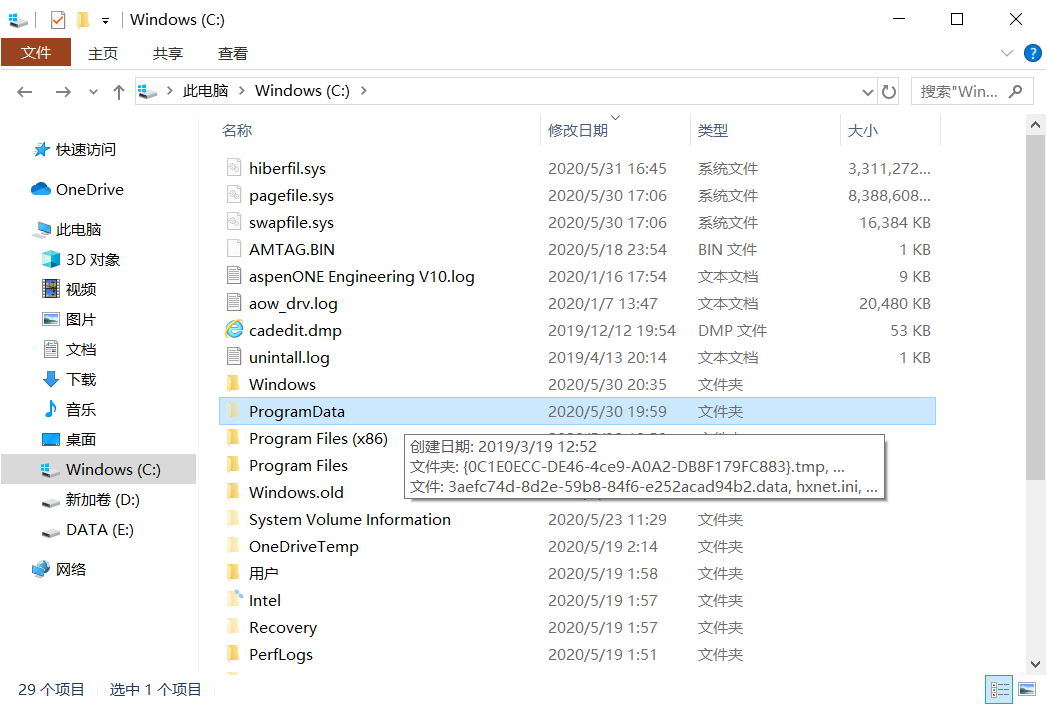 Windows (C:)
文件 主页 共享 查看
此电脑 Windows (C:) 搜索"Win...
名称 修改日期 类型 大小
快速访问
OneDrive
此电脑
3D 对象
视频
图片
文档
下载
音乐
桌面
Windows (C:)
新加卷 (D:)
DATA (E:)
网络
hiberfil.sys 2020/5/31 16:45 系统文件 3,311,272...
pagefile.sys 2020/5/30 17:06 系统文件 8,388,608...
swapfile.sys 2020/5/30 17:06 系统文件 16,384 KB
AMTAG.BIN 2020/5/18 23:54 BIN 文件 1 KB
aspenONE Engineering V10.log 2020/1/16 17:54 文本文档 9 KB
aow_drv.log 2020/1/7 13:47 文本文档 20,480 KB
cadedit.dmp 2019/12/12 19:54 DMP 文件 53 KB
unintall.log 2019/4/13 20:14 文本文档 1 KB
Windows 2020/5/30 20:35 文件夹
ProgramData 2020/5/30 19:59 文件夹
Program Files (x86)
创建日期: 2019/3/19 12:52
文件夹: {0C1E0ECC-DE46-4ce9-A0A2-DB8F179FC883}.tmp, ...
文件: 3aefc74d-8d2e-59b8-84f6-e252acad94b2.data, hxnet.ini, ...
Program Files
Windows.old
System Volume Information 2020/5/23 11:29 文件夹
OneDriveTemp 2020/5/19 2:14 文件夹
用户 2020/5/19 1:58 文件夹
Intel 2020/5/19 1:57 文件夹
Recovery 2020/5/19 1:57 文件夹
PerfLogs 2020/5/19 1:51 文件夹
29 个项目 选中 1 个项目